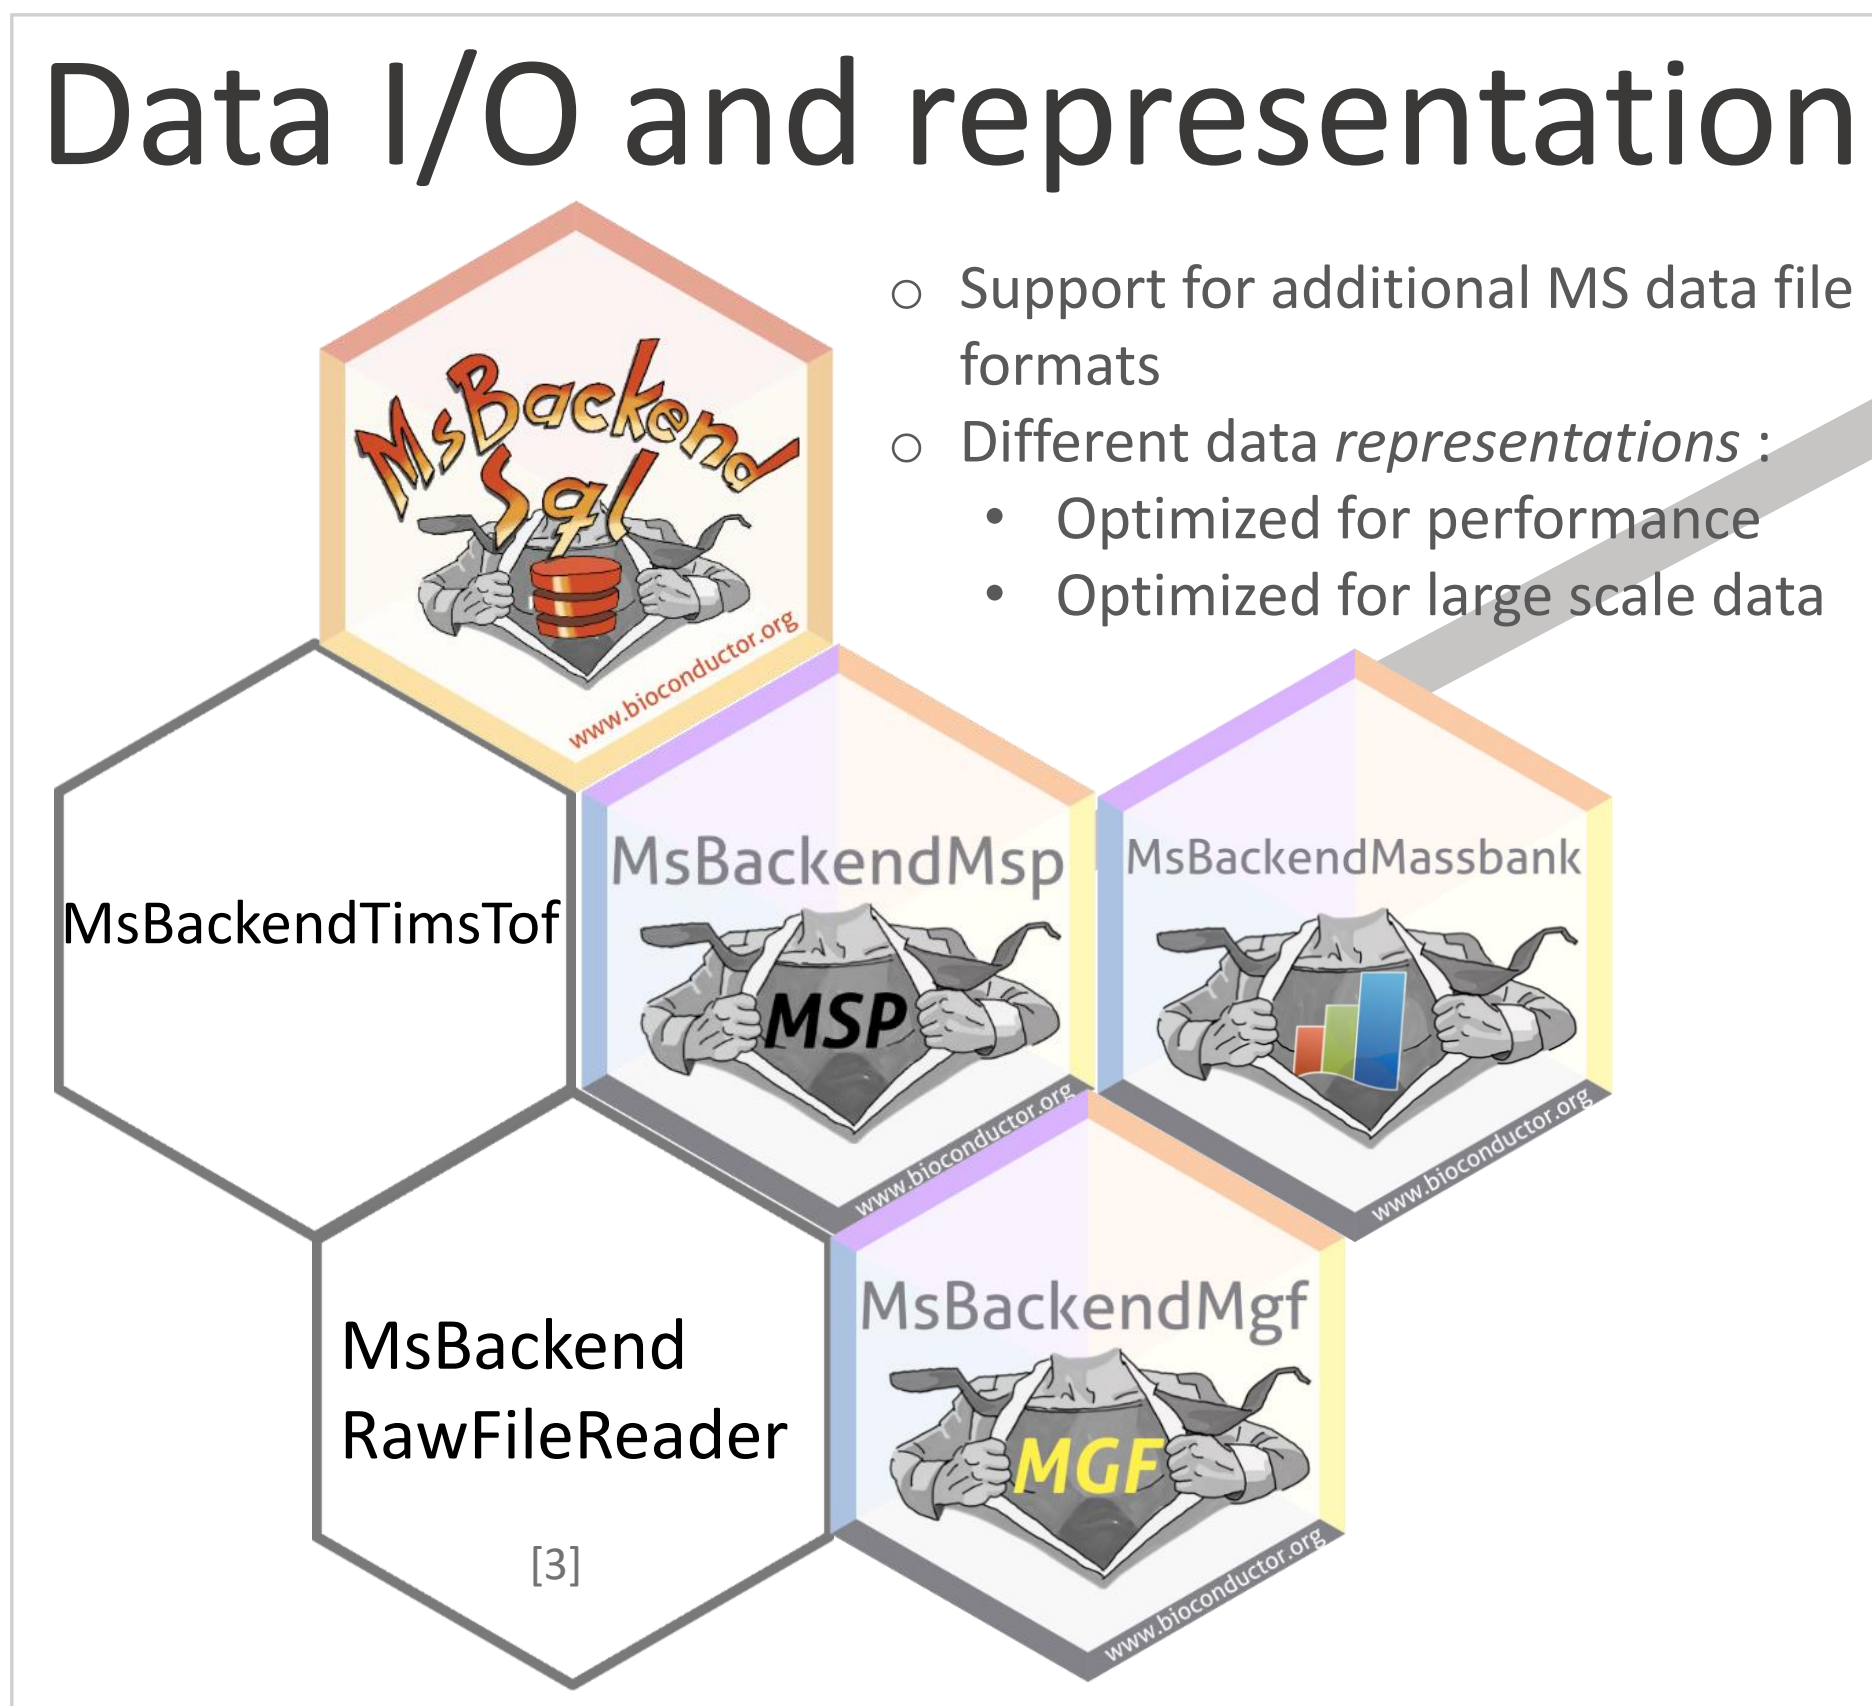 Data I/O and representation
○ Support for additional MS data file
formats
○ Different data representations :
• Optimized for performance
• Optimized for large scale data
MsBackend
Sql
www.bioconductor.org
MsBackendTimsTof
MsBackendMsp
MSP
www.bioconductor.org
MsBackendMassbank
www.bioconductor.org
MsBackend
RawFileReader
[3]
MsBackendMgf
MGF
www.bioconductor.org